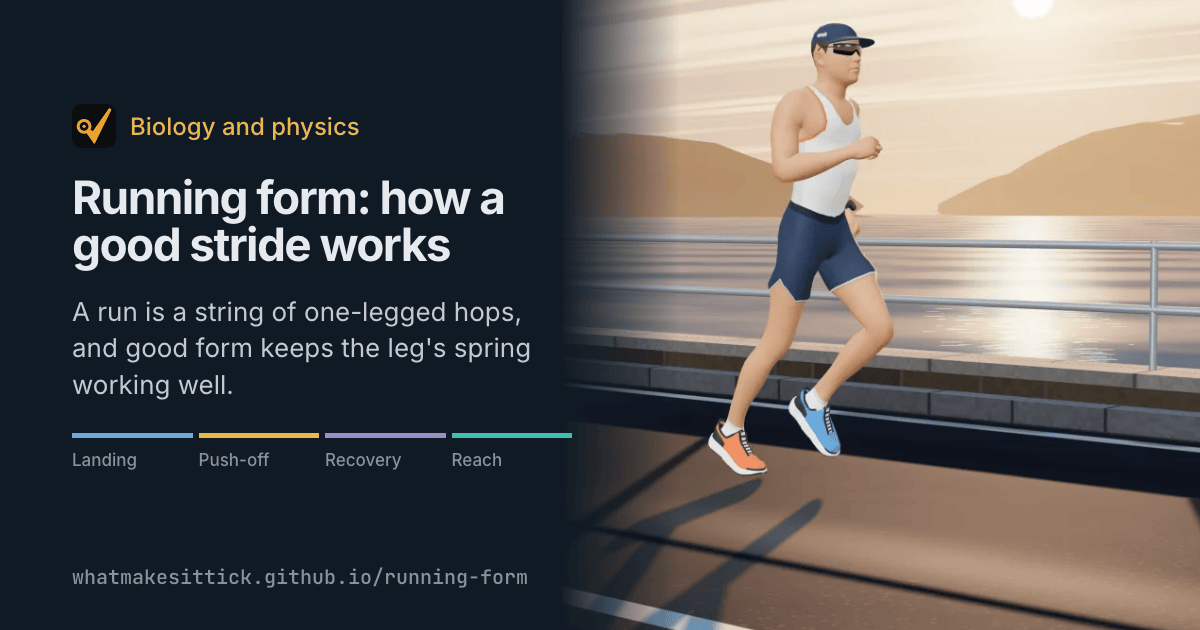 Biology and physics
Running form: how a
good stride works
A run is a string of one-legged hops,
and good form keeps the leg's spring
working well.
Landing Push-off Recovery Reach
whatmakesittick.github.io/running-form